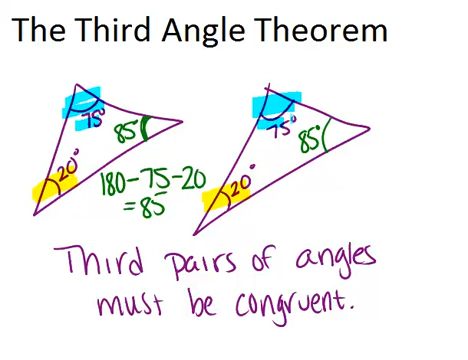 The Third Angle Theorem
75°
85°
20°
180-75-20
=85
75°
85°
20°
Third pairs of angles
must be congruent.